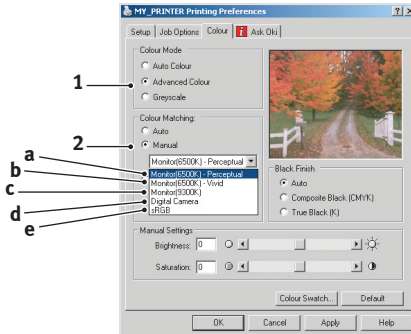 MY_PRINTER Printing Preferences
Setup
Job Options
Colour
Ask Oki
Colour Mode
Auto Colour
1
Advanced Colour
Greyscale
Colour Matching:
Auto
2
Manual
Monitor(6500K) - Perceptual
a
Monitor(6500K) - Perceptual
b
Monitor(6500K) - Vivid
c
Monitor(9300K)
d
Digital Camera
e
sRGB
Black Finish
Auto
Composite Black (CMYK)
True Black (K)
Manual Settings
Brightness: 0
Saturation: 0
Colour Swatch...
Default
OK
Cancel
Apply
Help